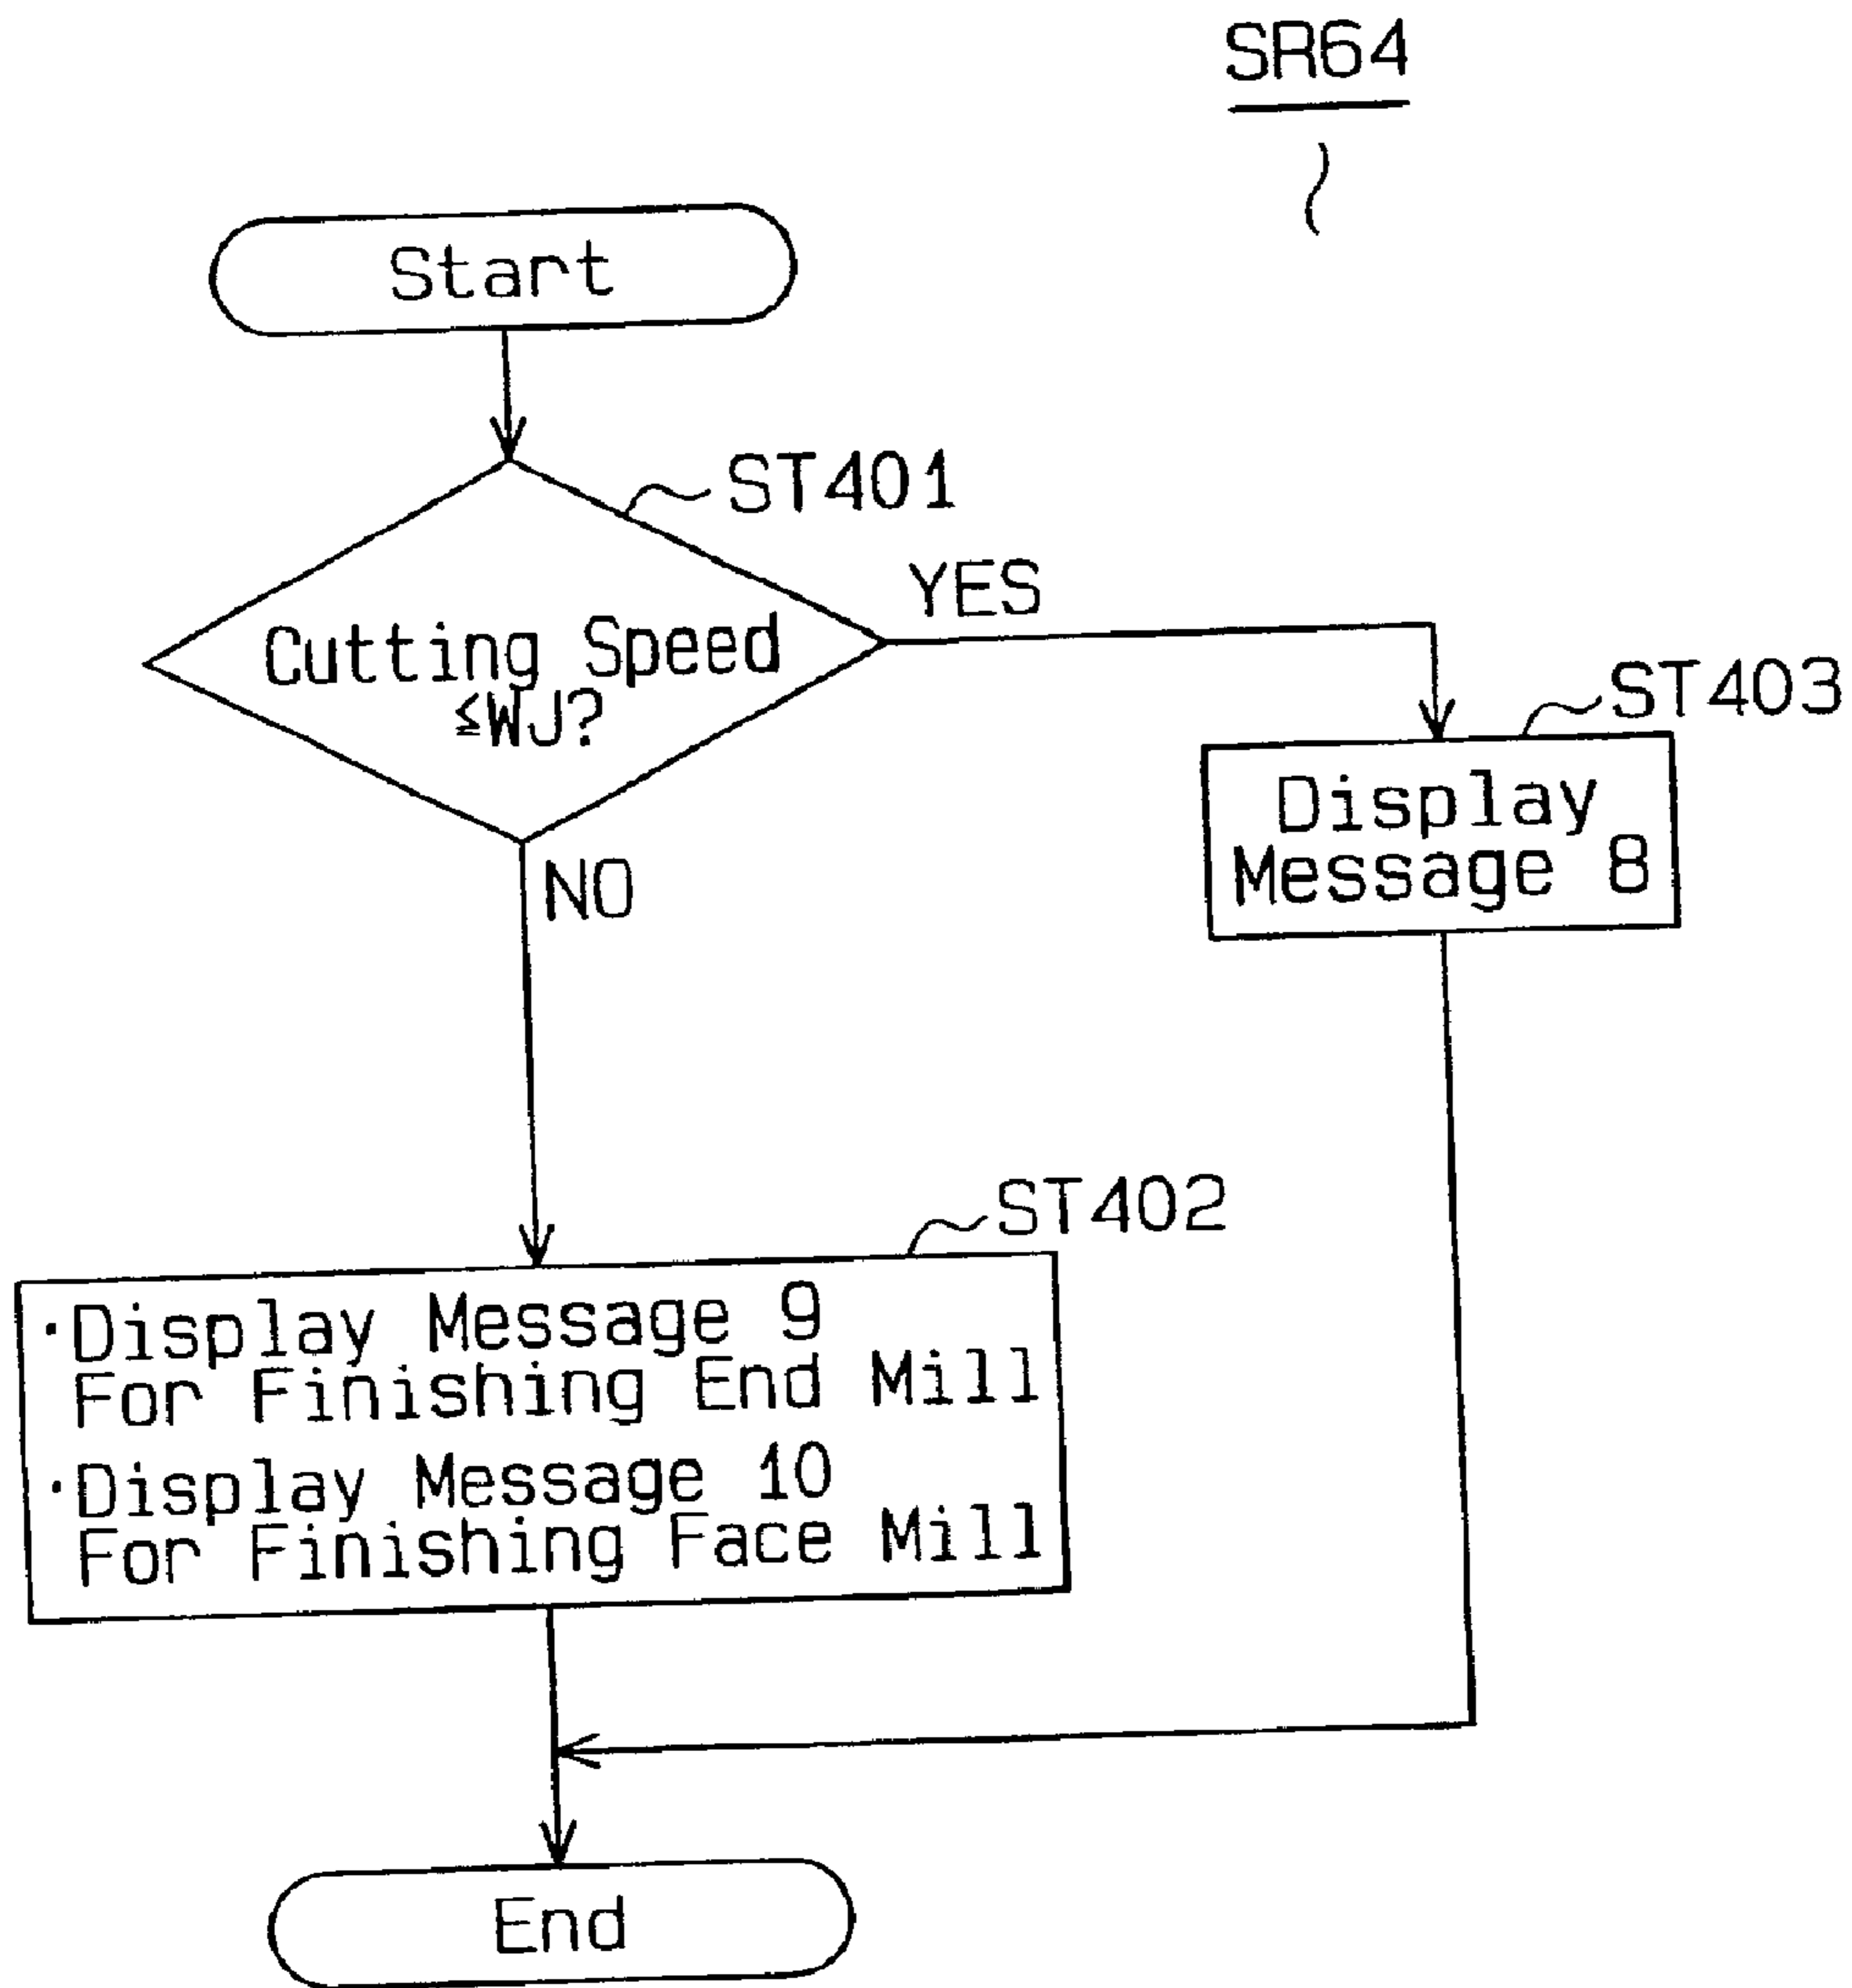 SR64
Start
ST401
YES
Cutting Speed
≦WJ?
ST403
Display
Message 8
NO
ST402
·Display Message 9
For Finishing End Mill
·Display Message 10
For Finishing Face Mill
End